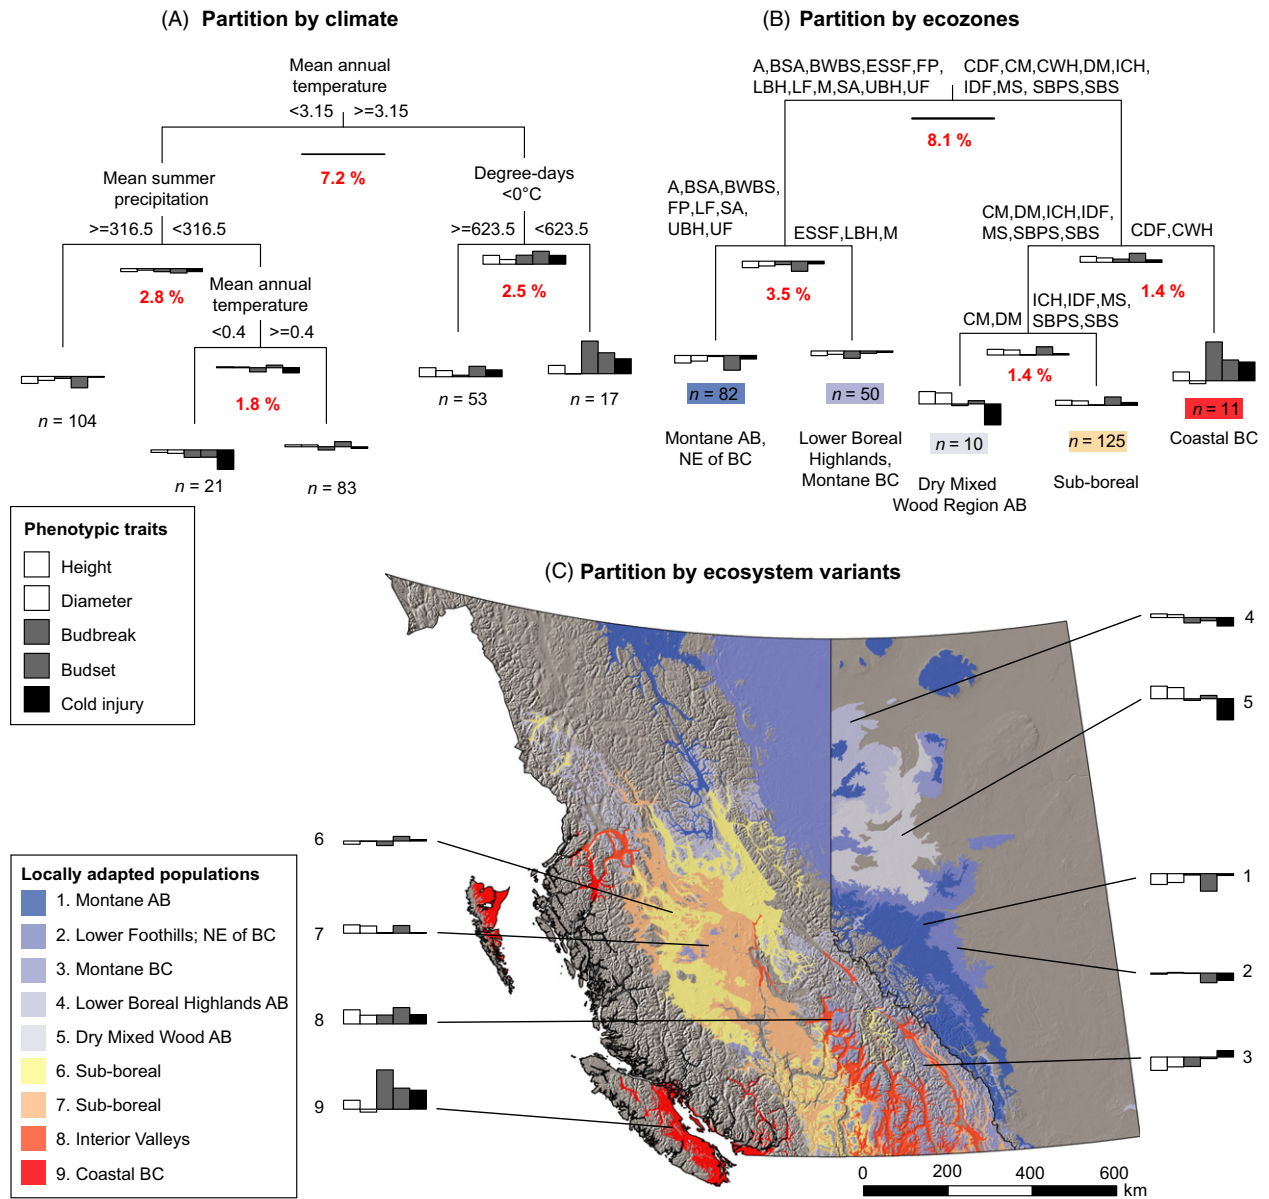 (A) Partition by climate
Mean annual
temperature
<3.15 >=3.15
7.2 %
Mean summer
precipitation
>=316.5 <316.5
2.8 %
Mean annual
temperature
<0.4 >=0.4
1.8 %
Degree-days
<0°C
>=623.5 <623.5
2.5 %
n = 104
n = 21
n = 83
n = 53
n = 17
(B) Partition by ecozones
A,BSA,BWBS,ESSF,FP,
LBH,LF,M,SA,UBH,UF
CDF,CM,CWH,DM,ICH,
IDF,MS, SBPS,SBS
8.1 %
A,BSA,BWBS,
FP,LF,SA,
UBH,UF
ESSF,LBH,M
3.5 %
CM,DM,ICH,IDF,
MS,SBPS,SBS
CDF,CWH
1.4 %
CM,DM
ICH,IDF,MS,
SBPS,SBS
1.4 %
n = 82
Montane AB,
NE of BC
n = 50
Lower Boreal
Highlands,
Montane BC
n = 10
Dry Mixed
Wood Region AB
n = 125
Sub-boreal
n = 11
Coastal BC
Phenotypic traits
Height
Diameter
Budbreak
Budset
Cold injury
(C) Partition by ecosystem variants
4
5
1
2
3
6
7
8
9
Locally adapted populations
1. Montane AB
2. Lower Foothills; NE of BC
3. Montane BC
4. Lower Boreal Highlands AB
5. Dry Mixed Wood AB
6. Sub-boreal
7. Sub-boreal
8. Interior Valleys
9. Coastal BC
0 200 400 600
km